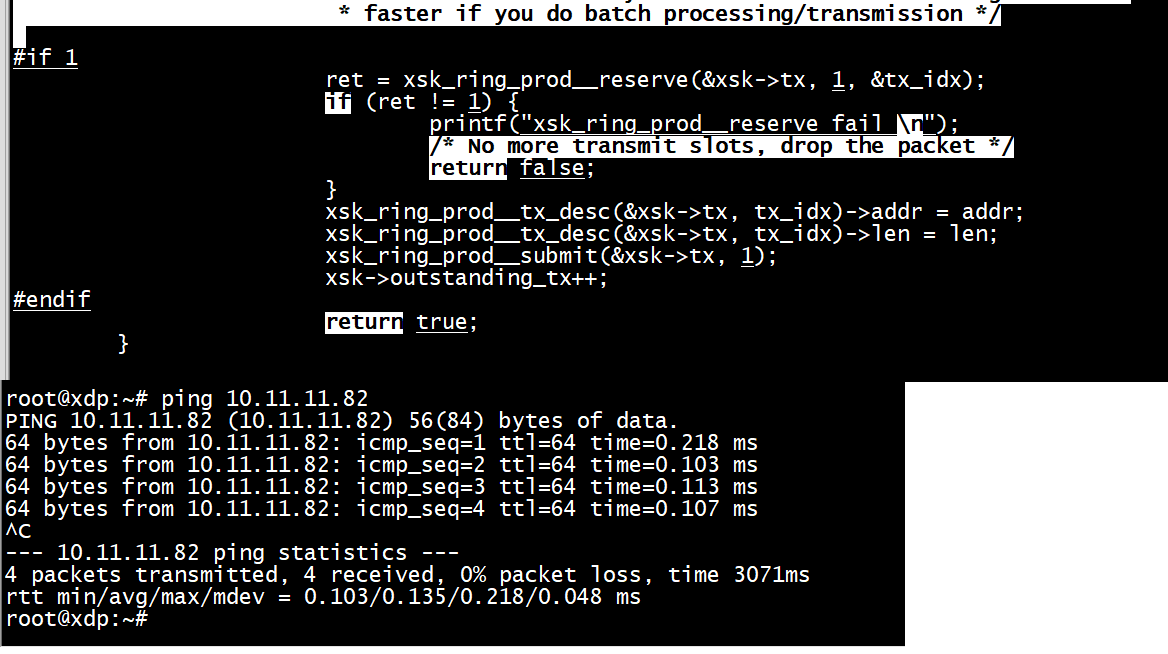 * faster if you do batch processing/transmission */
#if 1
ret = xsk_ring_prod__reserve(&xsk->tx, 1, &tx_idx);
if (ret != 1) {
printf("xsk_ring_prod__reserve fail \n");
/* No more transmit slots, drop the packet */
return false;
}
xsk_ring_prod__tx_desc(&xsk->tx, tx_idx)->addr = addr;
xsk_ring_prod__tx_desc(&xsk->tx, tx_idx)->len = len;
xsk_ring_prod__submit(&xsk->tx, 1);
xsk->outstanding_tx++;
#endif
return true;
}
root@xdp:~# ping 10.11.11.82
PING 10.11.11.82 (10.11.11.82) 56(84) bytes of data.
64 bytes from 10.11.11.82: icmp_seq=1 ttl=64 time=0.218 ms
64 bytes from 10.11.11.82: icmp_seq=2 ttl=64 time=0.103 ms
64 bytes from 10.11.11.82: icmp_seq=3 ttl=64 time=0.113 ms
64 bytes from 10.11.11.82: icmp_seq=4 ttl=64 time=0.107 ms
^C
--- 10.11.11.82 ping statistics ---
4 packets transmitted, 4 received, 0% packet loss, time 3071ms
rtt min/avg/max/mdev = 0.103/0.135/0.218/0.048 ms
root@xdp:~#